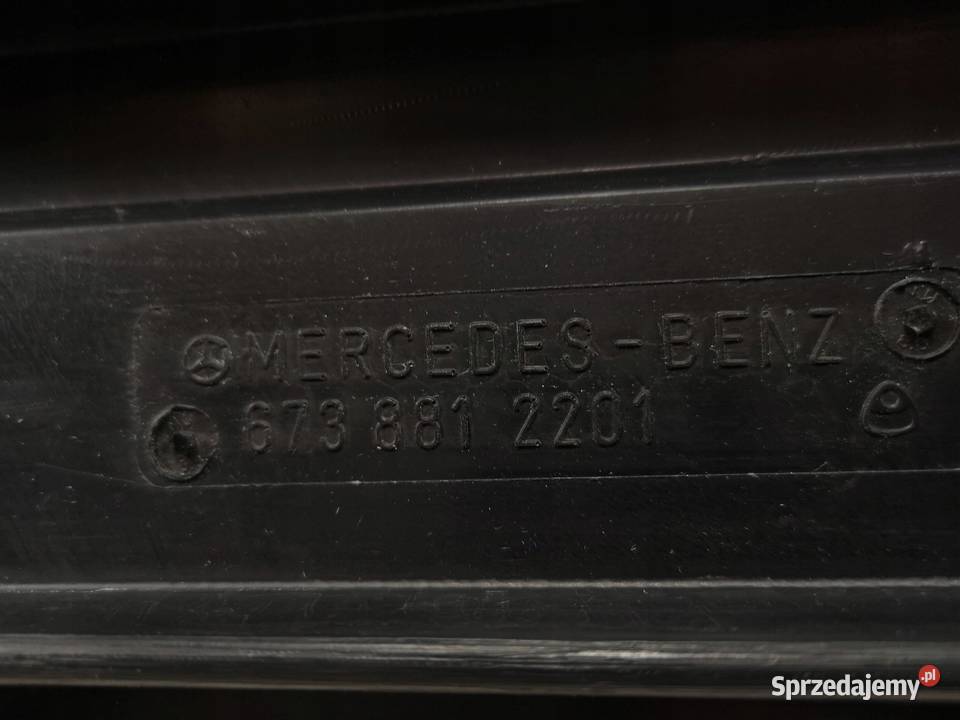 MERCEDES-BENZ
673 881 2201
Sprzedajemy.pl